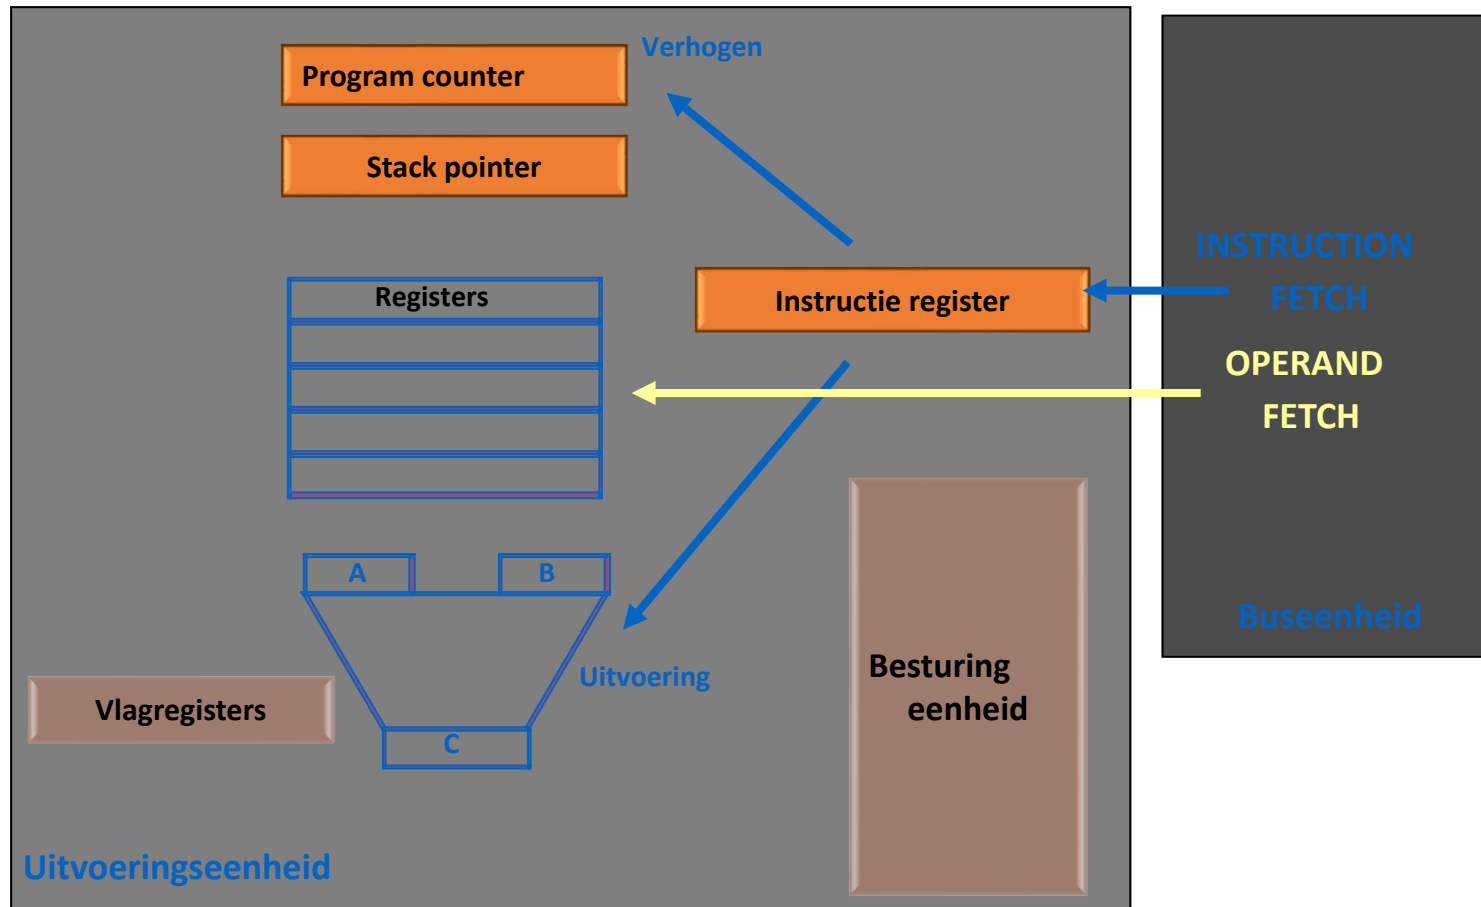 Verhogen
Program counter
Stack pointer
Registers
Instructie register
INSTRUCTION
FETCH
OPERAND
FETCH
A
B
Uitvoering
C
Vlagregisters
Besturing
eenheid
Buseenheid
Uitvoeringseenheid